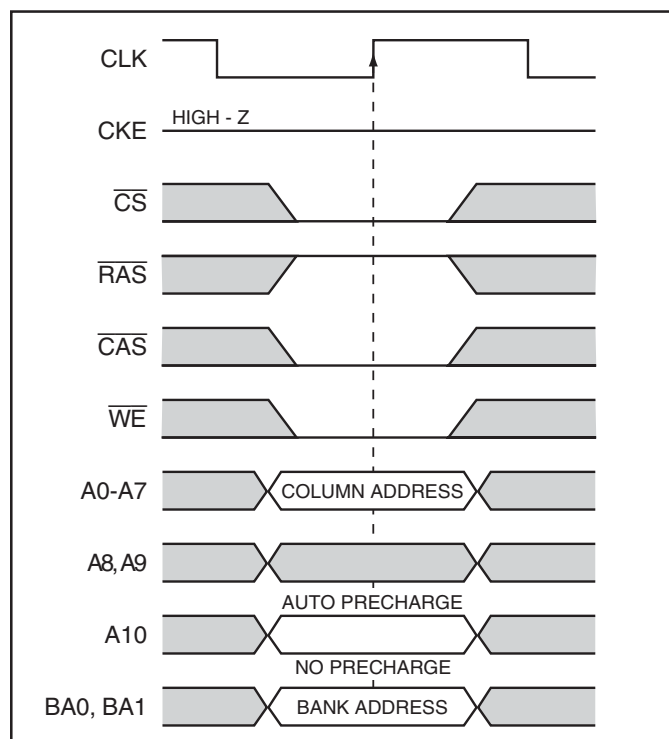 CLK
CKE HIGH - Z
CS
RAS
CAS
WE
A0-A7 COLUMN ADDRESS
A8, A9
AUTO PRECHARGE
A10
NO PRECHARGE
BA0, BA1 BANK ADDRESS